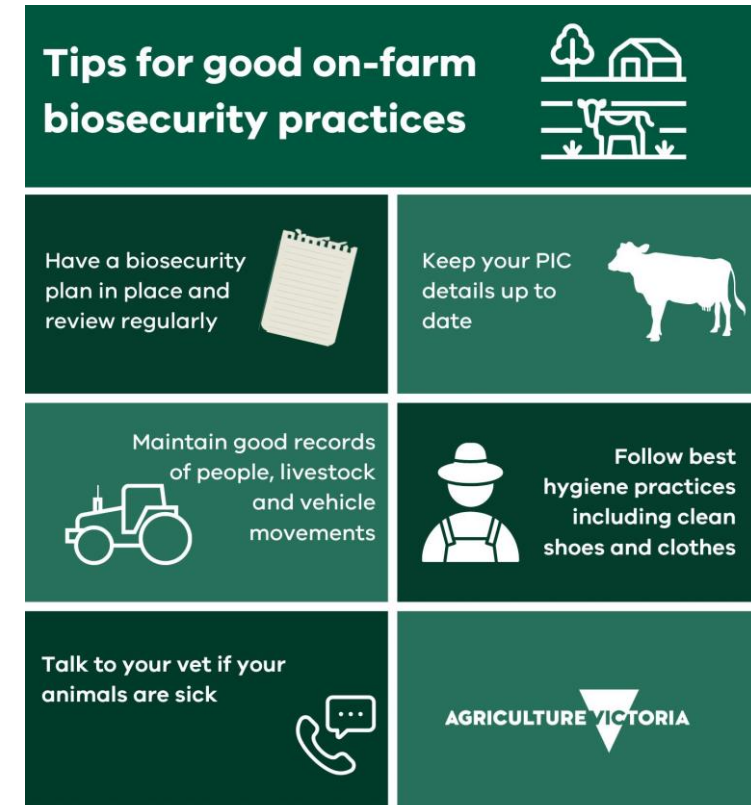 Tips for good on-farm
biosecurity practices
Have a biosecurity
plan in place and
review regularly
Keep your PIC
details up to
date
Maintain good records
of people, livestock
and vehicle
movements
Follow best
hygiene practices
including clean
shoes and clothes
Talk to your vet if your
animals are sick
AGRICULTURE VICTORIA